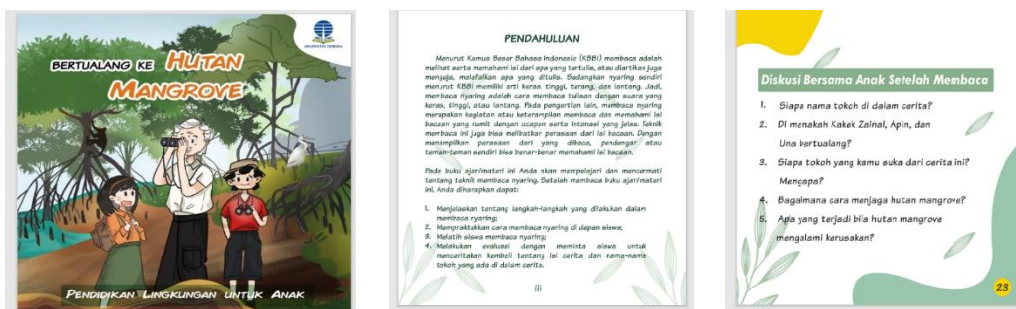 UNIVERSITAS TERBUKA
BERTUALANG KE HUTAN
MANGROVE
PENDIDIKAN LINGKUNGAN UNTUK ANAK
PENDAHULUAN
Menurut Kamus Besar Bahasa Indonesia (KBBI) membaca adalah
melihat serta memahami isi dari apa yang tertulis, atau diartikan juga
mengeja, melafalkan apa yang ditulis. Sedangkan nyaring sendiri
menurut KBBI memiliki arti keras, tinggi, terang, dan lantang. Jadi,
membaca nyaring adalah cara membaca tulisan dengan suara yang
keras, tinggi, atau lantang. Pada pengertian lain, membaca nyaring
merupakan kegiatan atau keterampilan membaca dan memahami isi
bacaan yang rumit dengan ucapan serta intonasi yang jelas. Teknik
membaca ini juga bisa melibatkan perasaan dari isi bacaan. Dengan
menampilkan perasaan dari yang dibaca, pendengar atau
teman-teman sendiri bisa benar-benar memahami isi bacaan.
Pada buku ajar/materi ini Anda akan mempelajari dan mencermati
tentang teknik membaca nyaring. Setelah membaca buku ajar/materi
ini, Anda diharapkan dapat:
1. Menjelaskan tentang langkah-langkah yang dilakukan dalam
membaca nyaring;
2. Mempraktekkan cara membaca nyaring di depan siswa;
3. Melatih siswa membaca nyaring;
4. Melakukan evaluasi dengan meminta siswa untuk
menceritakan kembali tentang isi cerita dan nama-nama
tokoh yang ada di dalam cerita.
iii
Diskusi Bersama Anak Setelah Membaca
1. Siapa nama tokoh di dalam cerita?
2. Di manakah Kakek Zainal, Apin, dan
Una bertualang?
3. Siapa tokoh yang kamu suka dari cerita ini?
Mengapa?
4. Bagaimana cara menjaga hutan mangrove?
5. Apa yang terjadi bila hutan mangrove
mengalami kerusakan?
23